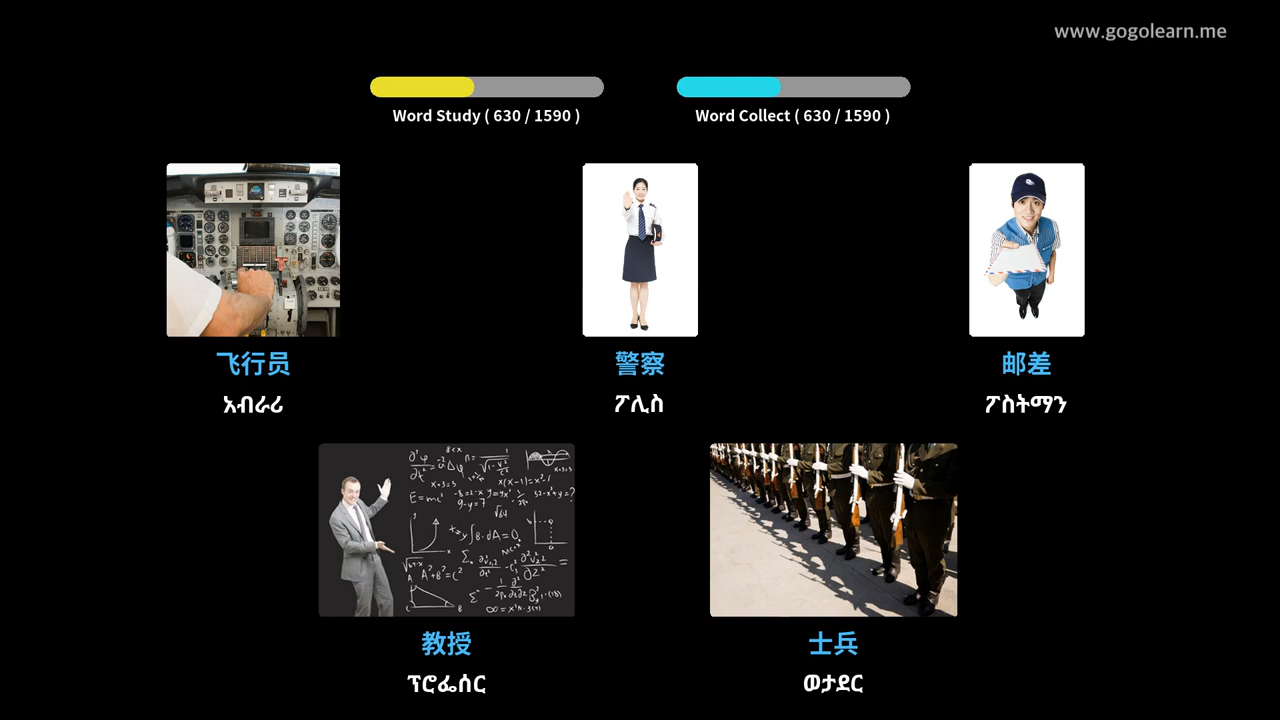 www.gogolearn.me
Word Study ( 630 / 1590 )
Word Collect ( 630 / 1590 )
飞行员
警察
邮差
አብራሪ
ፖሊስ
ፖስትማን
教授
士兵
ፕሮፌሰር
ወታደር